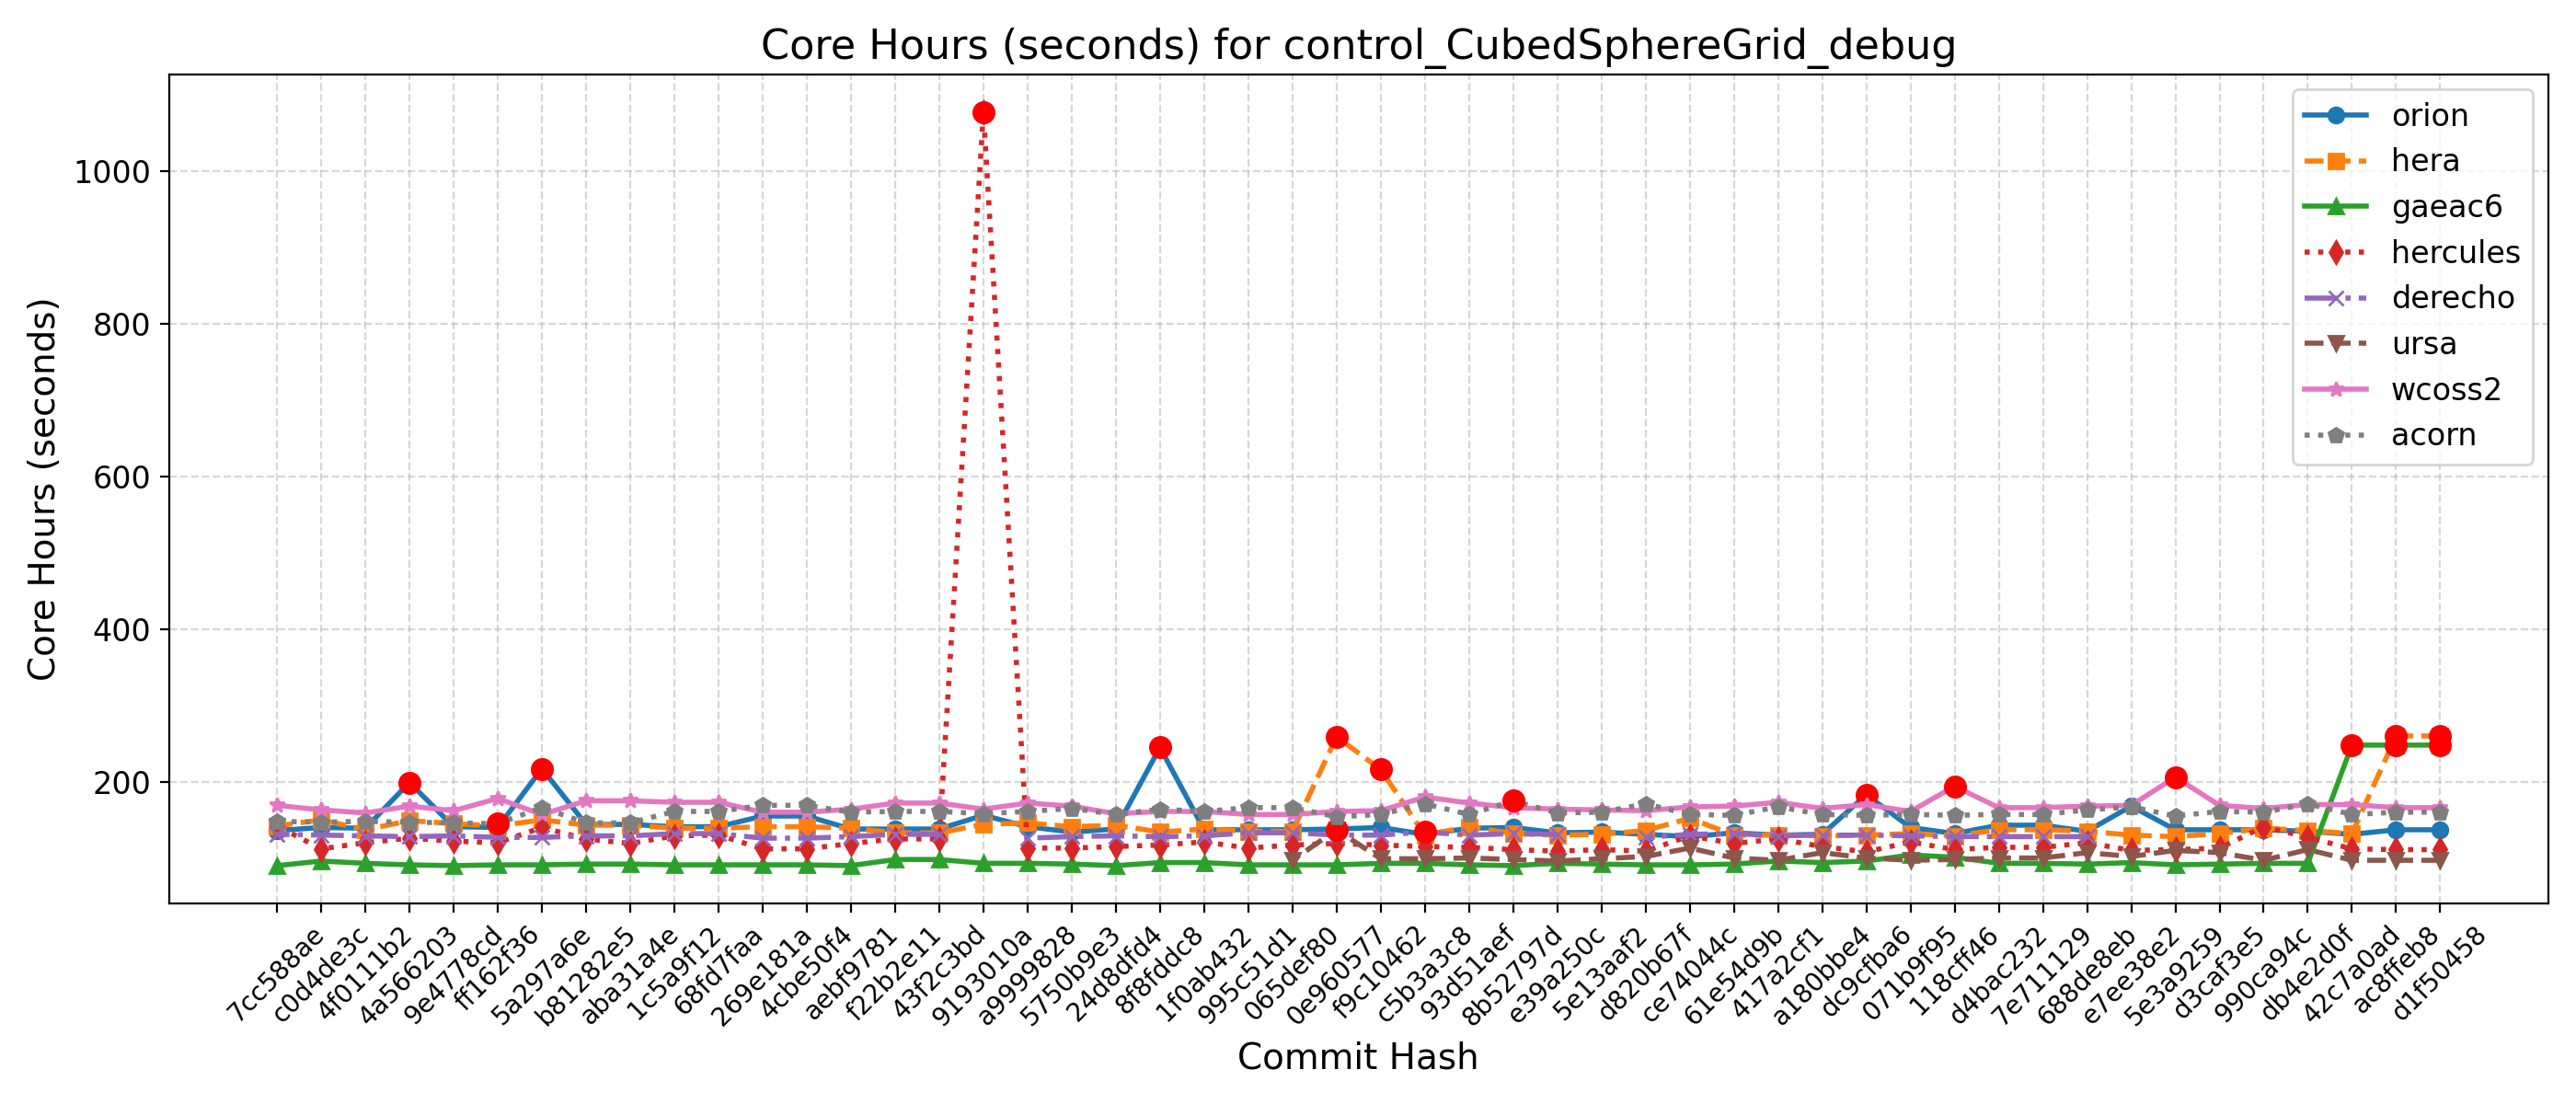 Core Hours (seconds) for control_CubedSphereGrid_debug
Core Hours (seconds)
1000
800
600
400
200
orion
hera
gaeac6
hercules
derecho
ursa
wcoss2
acorn
7cc588ae
c0d4de3c
4f0111b2
4a566203
9e4778cd
ff162f36
5a297a6e
b81282e5
aba31a4e
1c5a9f12
68fd7faa
269e181a
4cbe50f4
aebf9781
f22b2e11
43f2c3bd
9193010a
a9999828
5750b9e3
24d8dfd4
8f8fddc8
1f0ab432
995c51d1
065def80
0e960577
f9c10462
c5b3a3c8
93d51aef
8b52797d
e39a250c
5e13aaf2
d820b67f
ce74044c
61e54d9b
417a2cf1
a180bbe4
dc9cfba6
071b9f95
118cff46
d4bac232
7e711129
688de8eb
e7ee38e2
5e3a9259
d3caf3e5
990ca94c
db4e2d0f
42c7a0ad
ac8ffeb8
d1f50458
Commit Hash